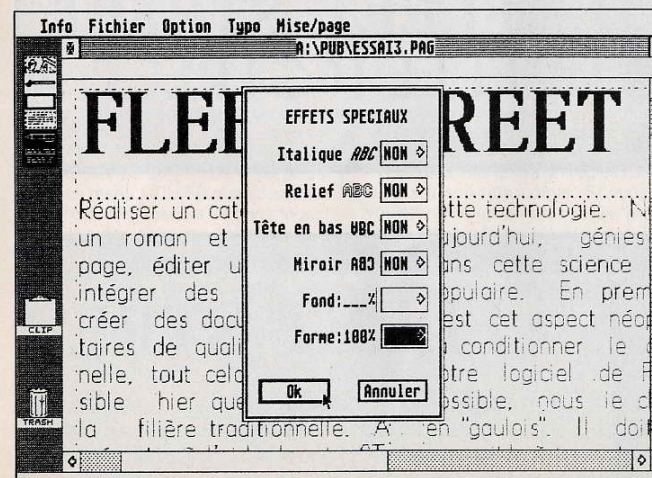 Info Fichier Option Typo Mise/page
A:\PUB\ESSAI3.PAG
FLEE REET
EFFETS SPECIAUX
Italique ABC NON
Relief ABC NON
Tête en bas ABC NON
Miroir ABC NON
Fond:___%
Forme:100%
Ok Annuler
Réaliser un cat ette technologie. N
un roman et ujourd'hui, génies
page, éditer u ans cette science
intégrer des opulaire. En prem
créer des docu est cet aspect néop
taires de quali conditionner le
nelle, tout cela otre logiciel de P
sible hier que ossible, nous le d
la filière traditionnelle. A en "gaulois". Il doi
CLIP
TRASH